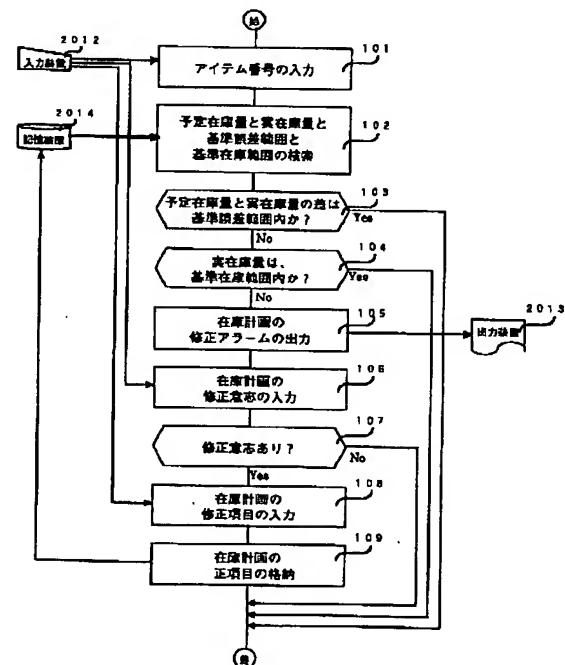 始
2012
入力装置
101
アイテム番号の入力
2014
記憶装置
102
予定在庫量と実在庫量と
基準誤差範囲と
基準在庫範囲の検索
103
予定在庫量と実在庫量の差は
基準誤差範囲内か？
Yes
No
104
実在庫量は、
基準在庫範囲内か？
Yes
No
105
在庫計画の
修正アラームの出力
2013
出力装置
106
在庫計画の
修正意志の入力
107
修正意志あり？
No
Yes
108
在庫計画の
修正項目の入力
109
在庫計画の
正項目の格納